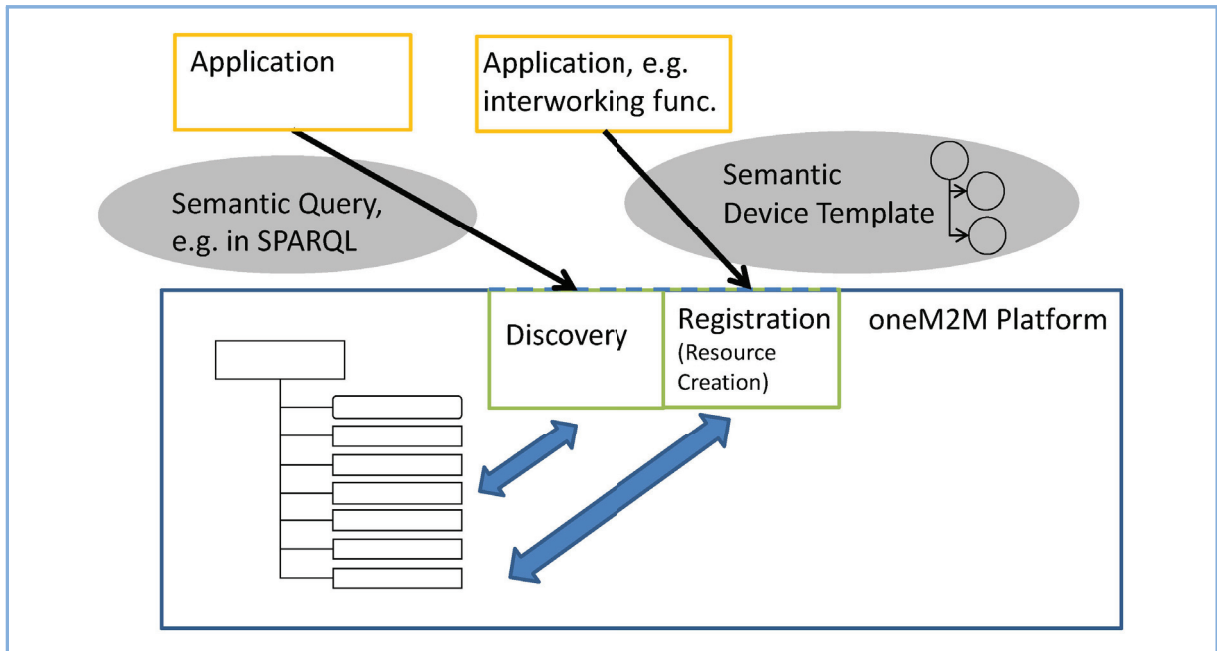 Application
Application, e.g.
interworking func.
Semantic Query,
e.g. in SPARQL
Semantic
Device Template
Discovery
Registration
(Resource
Creation)
oneM2M Platform